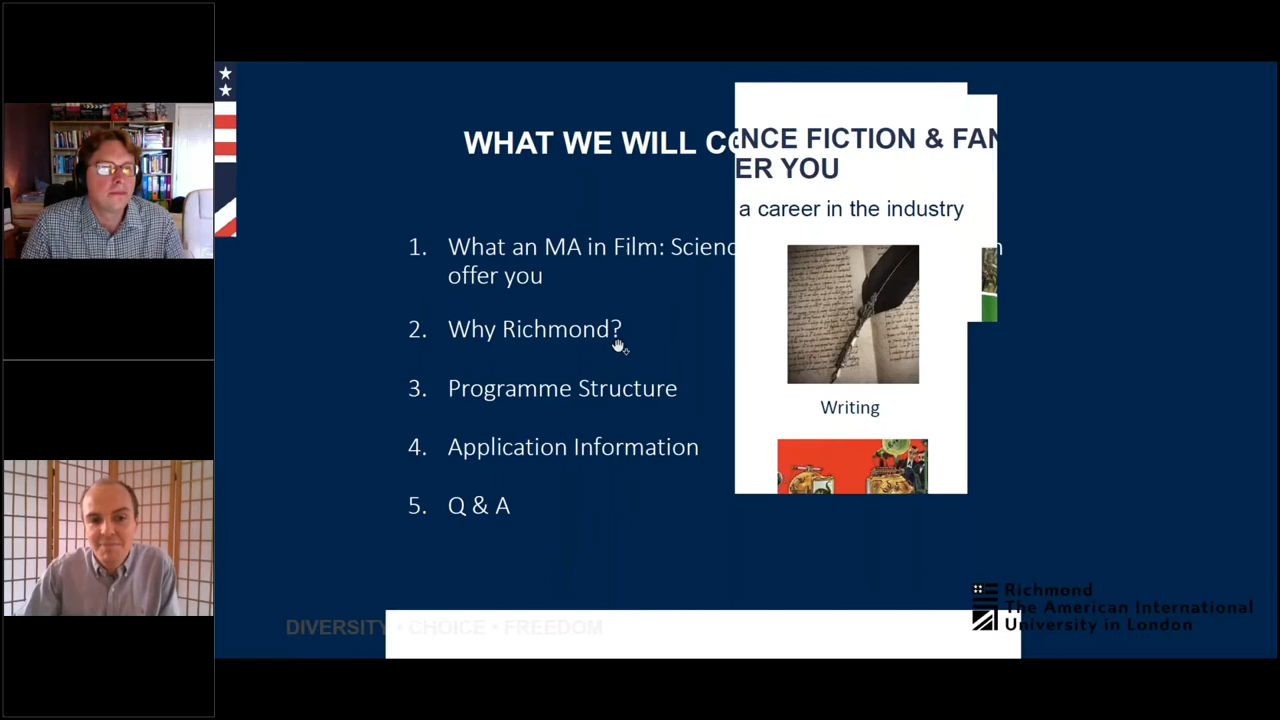 WHAT WE WILL CO
NCE FICTION & FAN
ER YOU
a career in the industry
1. What an MA in Film: Scienc
offer you
2. Why Richmond?
3. Programme Structure
4. Application Information
5. Q & A
Writing
DIVERSITY • CHOICE • FREEDOM
Richmond
The American International
University in London